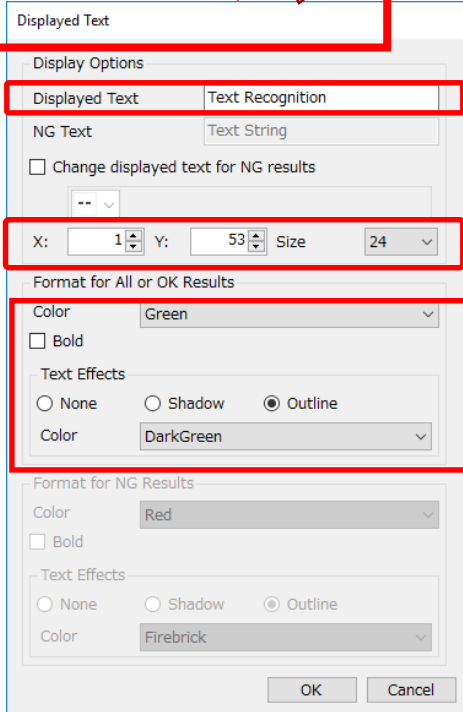 Displayed Text
Display Options
Displayed Text Text Recognition
NG Text Text String
Change displayed text for NG results
--
X: 1 Y: 53 Size 24
Format for All or OK Results
Color Green
Bold
Text Effects
None Shadow Outline
Color DarkGreen
Format for NG Results
Color Red
Bold
Text Effects
None Shadow Outline
Color Firebrick
OK Cancel